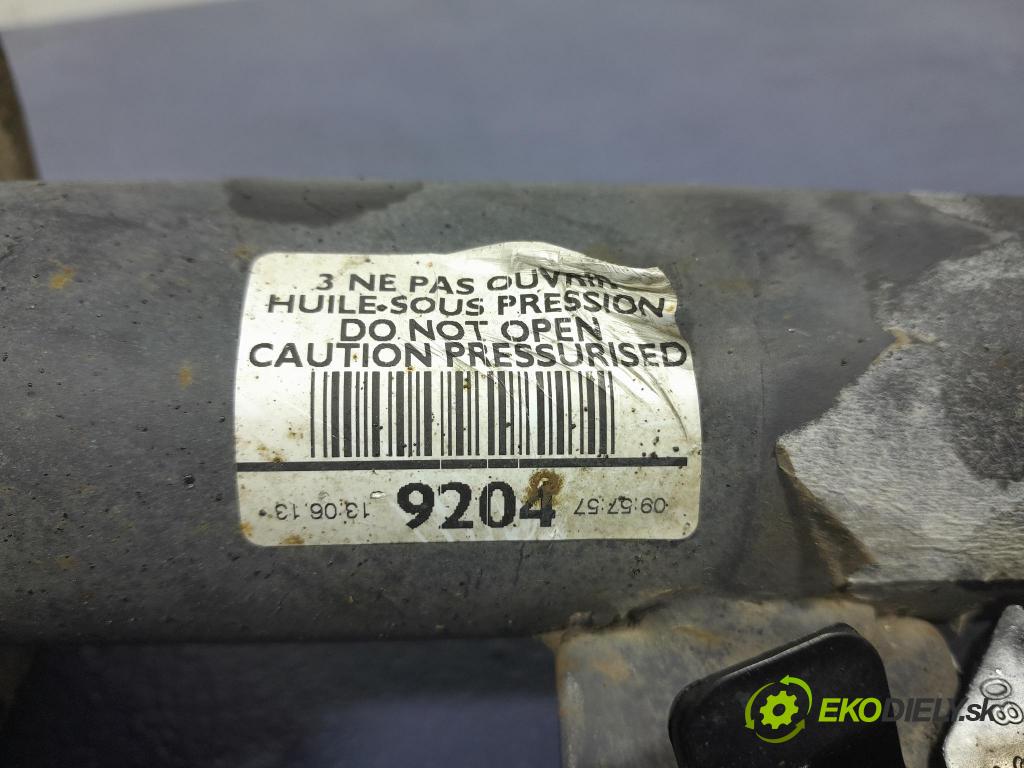 3 NE PAS OUVRIR
HUILE•SOUS PRESSION
DO NOT OPEN
CAUTION PRESSURISED
13:06.13 9204 09:57:57
EKODIELY.sk